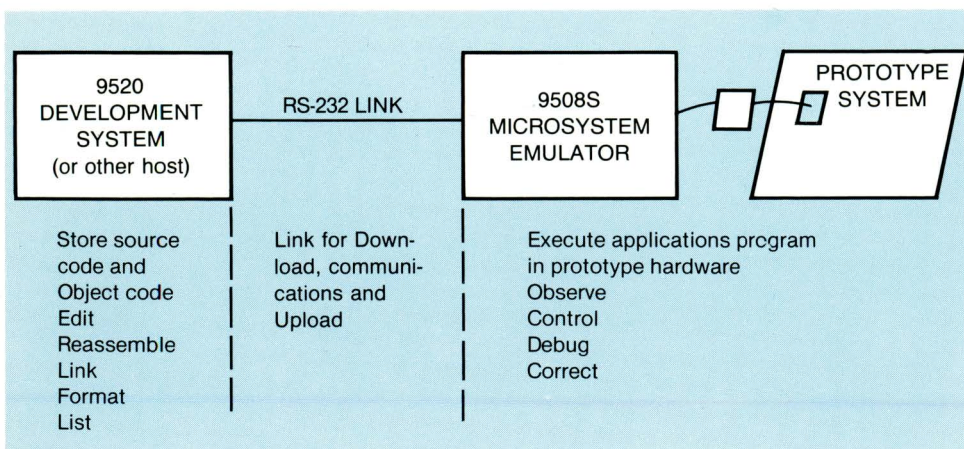 9520
DEVELOPMENT
SYSTEM
(or other host)
RS-232 LINK
9508S
MICROSYSTEM
EMULATOR
PROTOTYPE
SYSTEM
Store source
code and
Object code
Edit
Reassemble
Link
Format
List
Link for Down-
load, communi-
cations and
Upload
Execute applications program
in prototype hardware
Observe
Control
Debug
Correct